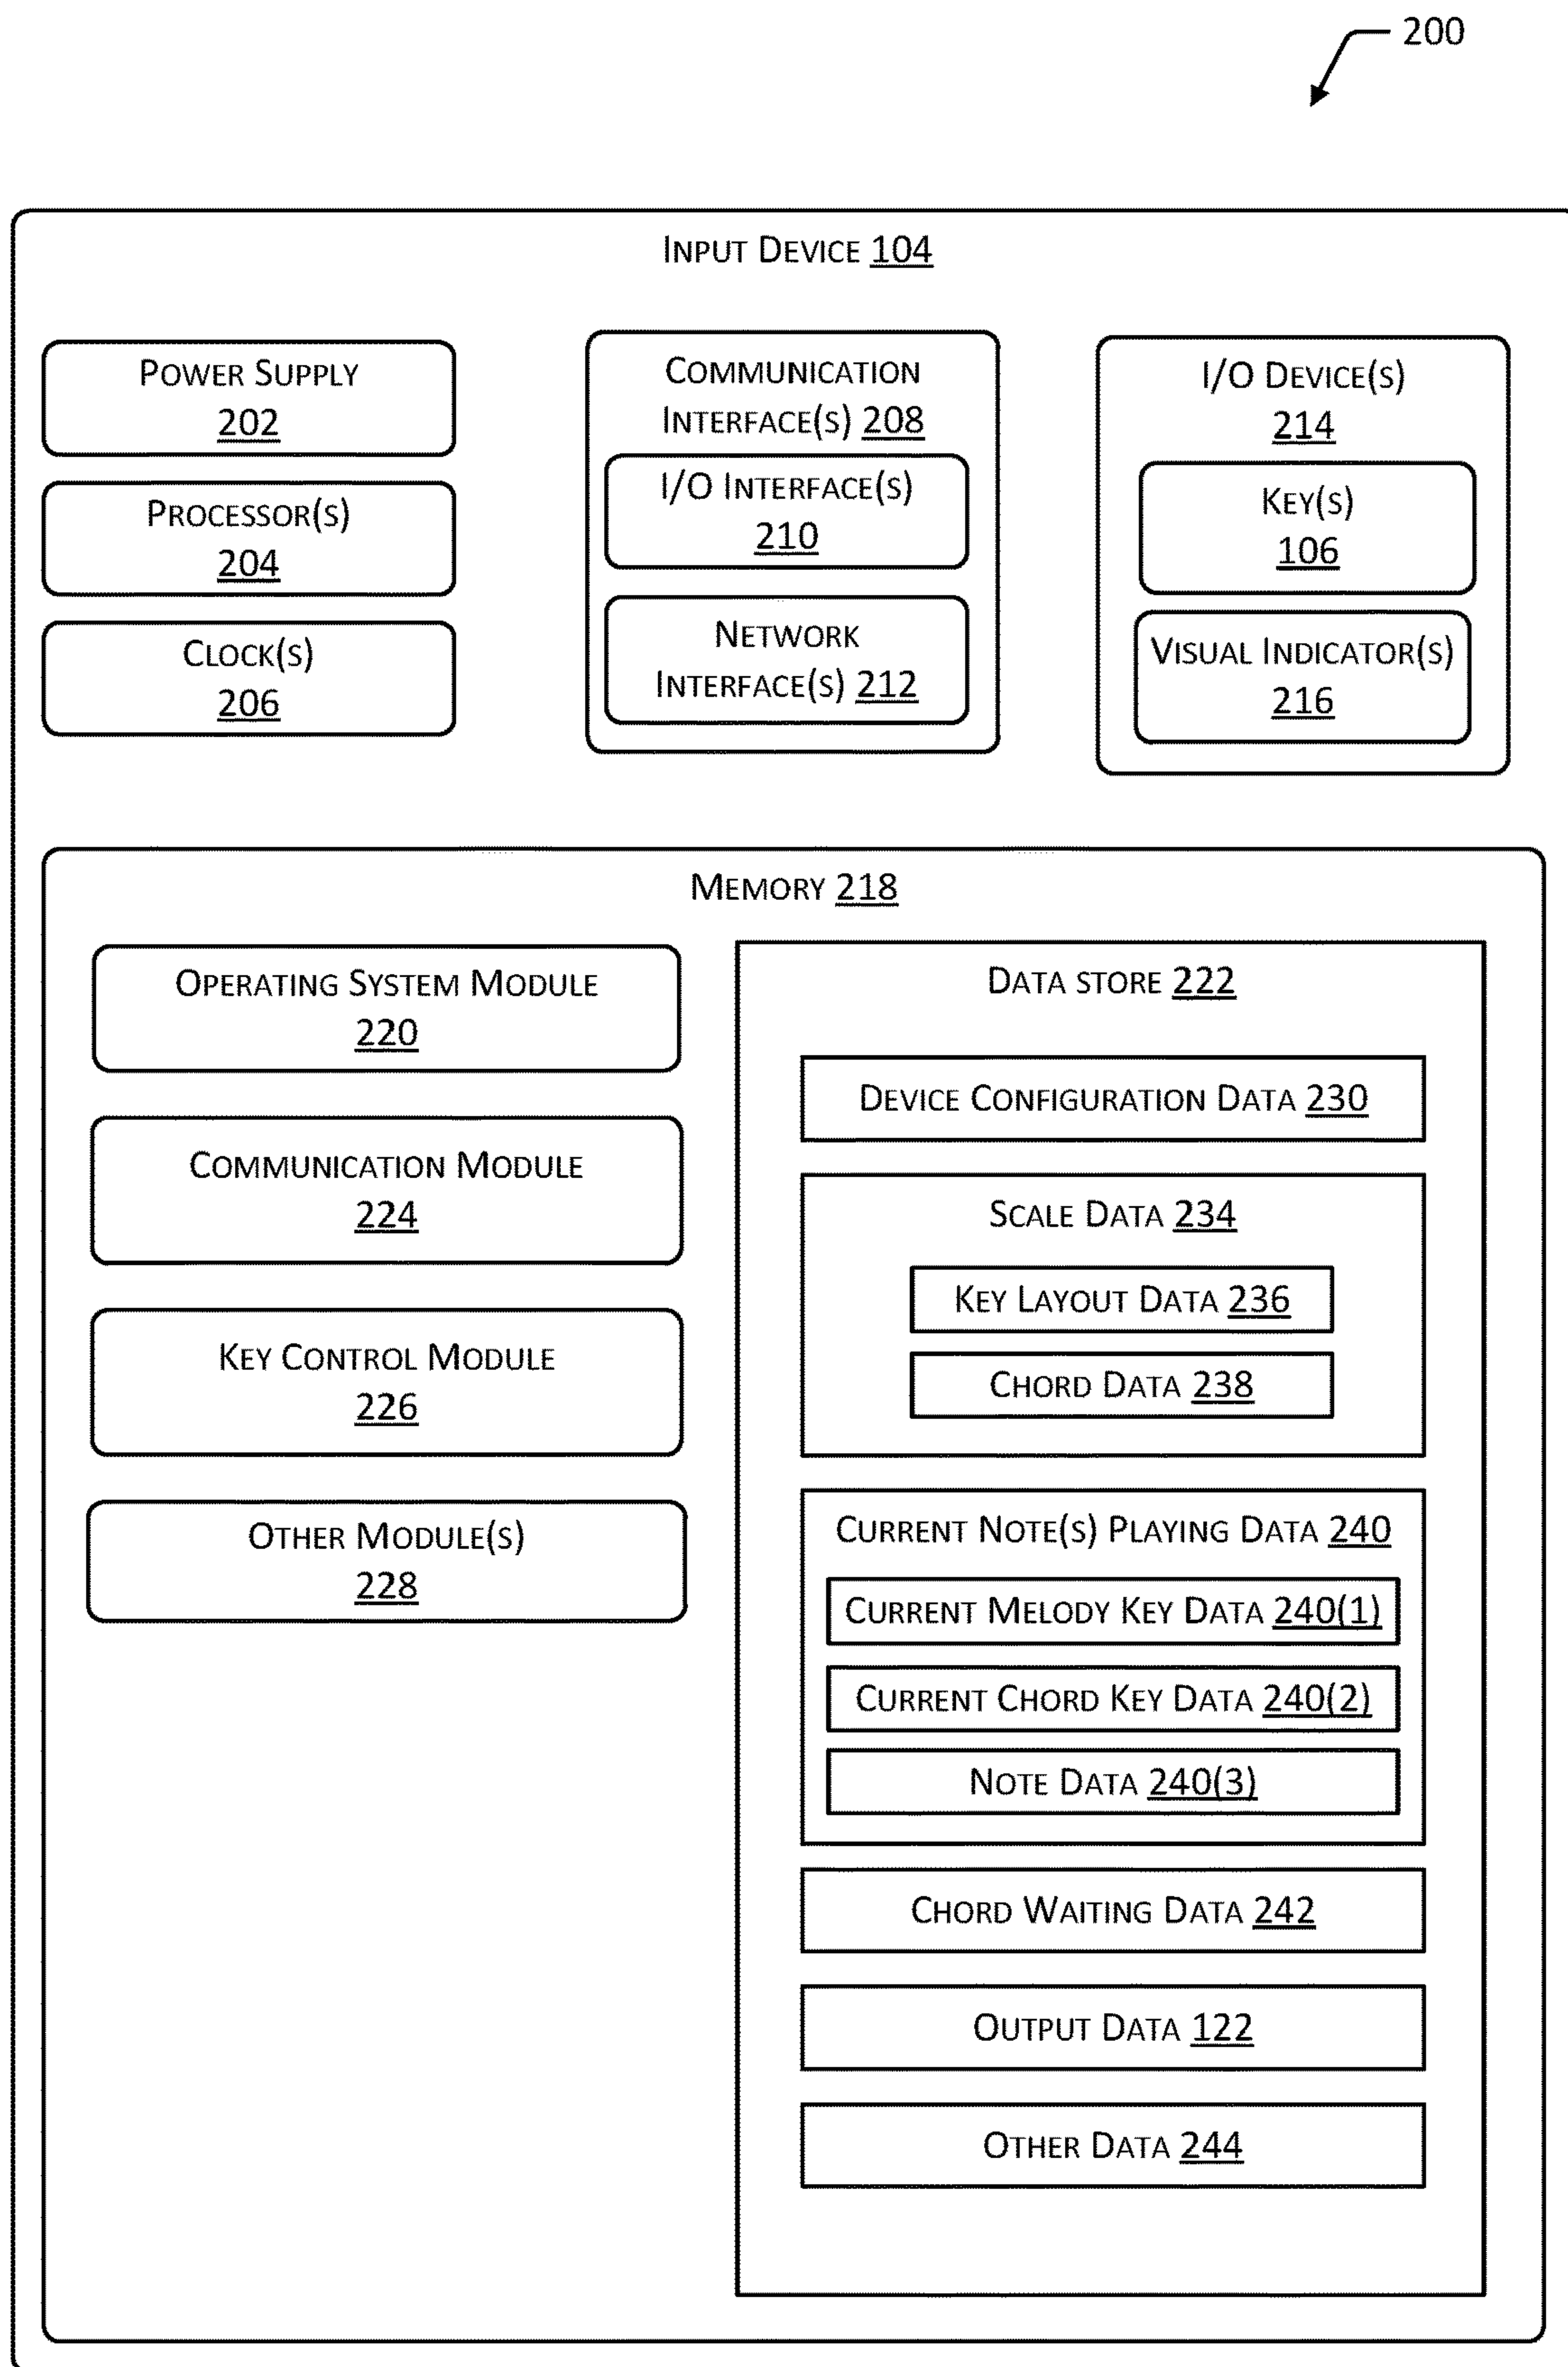 200
INPUT DEVICE 104
POWER SUPPLY
202
PROCESSOR(S)
204
CLOCK(S)
206
COMMUNICATION
INTERFACE(S) 208
I/O INTERFACE(S)
210
NETWORK
INTERFACE(S) 212
I/O DEVICE(S)
214
KEY(S)
106
VISUAL INDICATOR(S)
216
MEMORY 218
OPERATING SYSTEM MODULE
220
COMMUNICATION MODULE
224
KEY CONTROL MODULE
226
OTHER MODULE(S)
228
DATA STORE 222
DEVICE CONFIGURATION DATA 230
SCALE DATA 234
KEY LAYOUT DATA 236
CHORD DATA 238
CURRENT NOTE(S) PLAYING DATA 240
CURRENT MELODY KEY DATA 240(1)
CURRENT CHORD KEY DATA 240(2)
NOTE DATA 240(3)
CHORD WAITING DATA 242
OUTPUT DATA 122
OTHER DATA 244